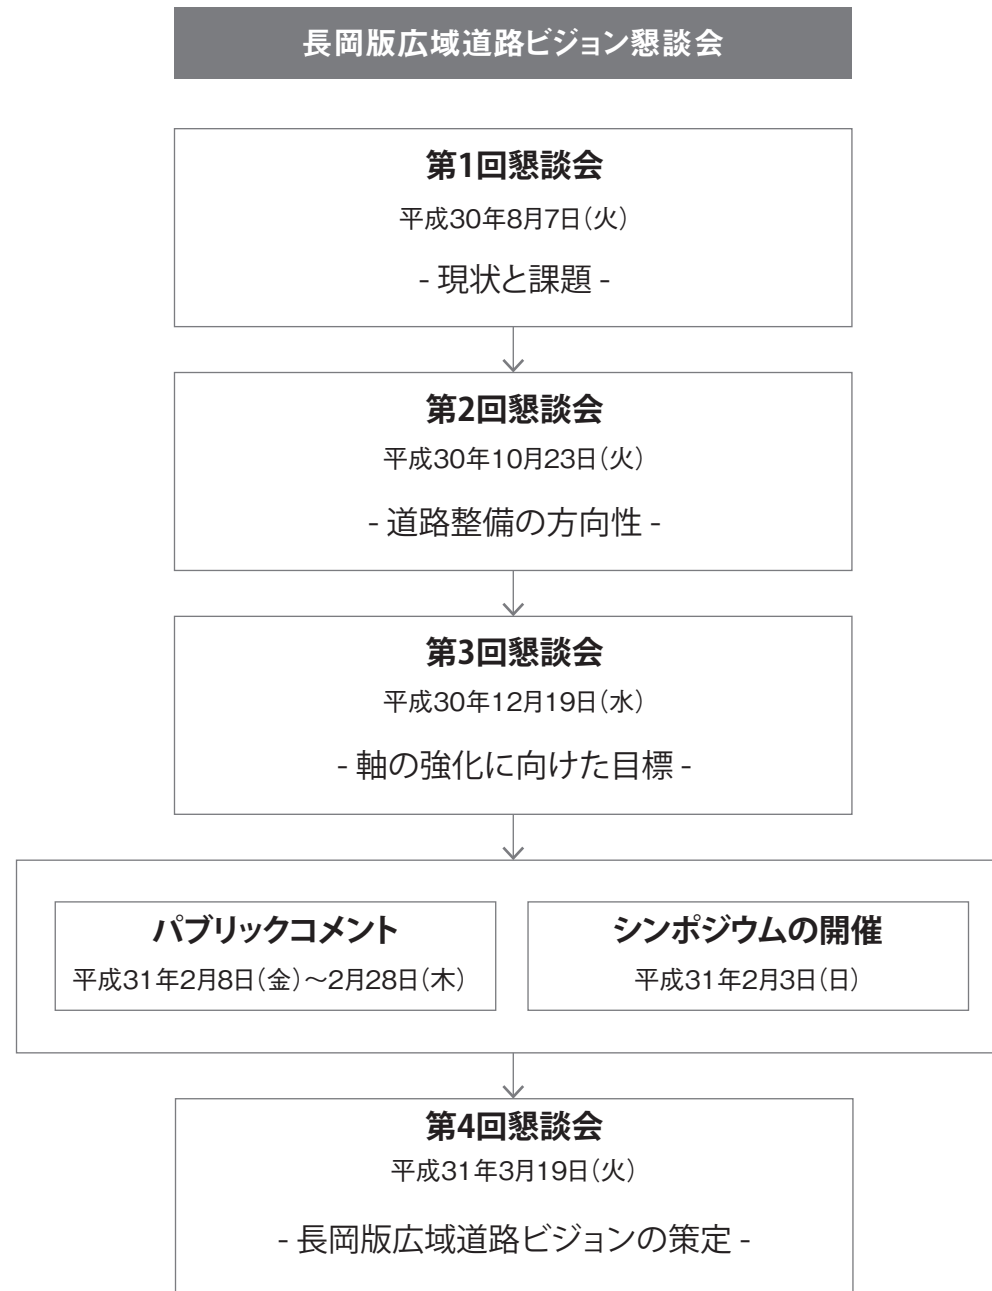 長岡版広域道路ビジョン懇談会
第1回懇談会
平成30年8月7日（火）
- 現状と課題 -
第2回懇談会
平成30年10月23日（火）
- 道路整備の方向性 -
第3回懇談会
平成30年12月19日（水）
- 軸の強化に向けた目標 -
パブリックコメント
平成31年2月8日（金）～2月28日（木）
シンポジウムの開催
平成31年2月3日（日）
第4回懇談会
平成31年3月19日（火）
- 長岡版広域道路ビジョンの策定 -